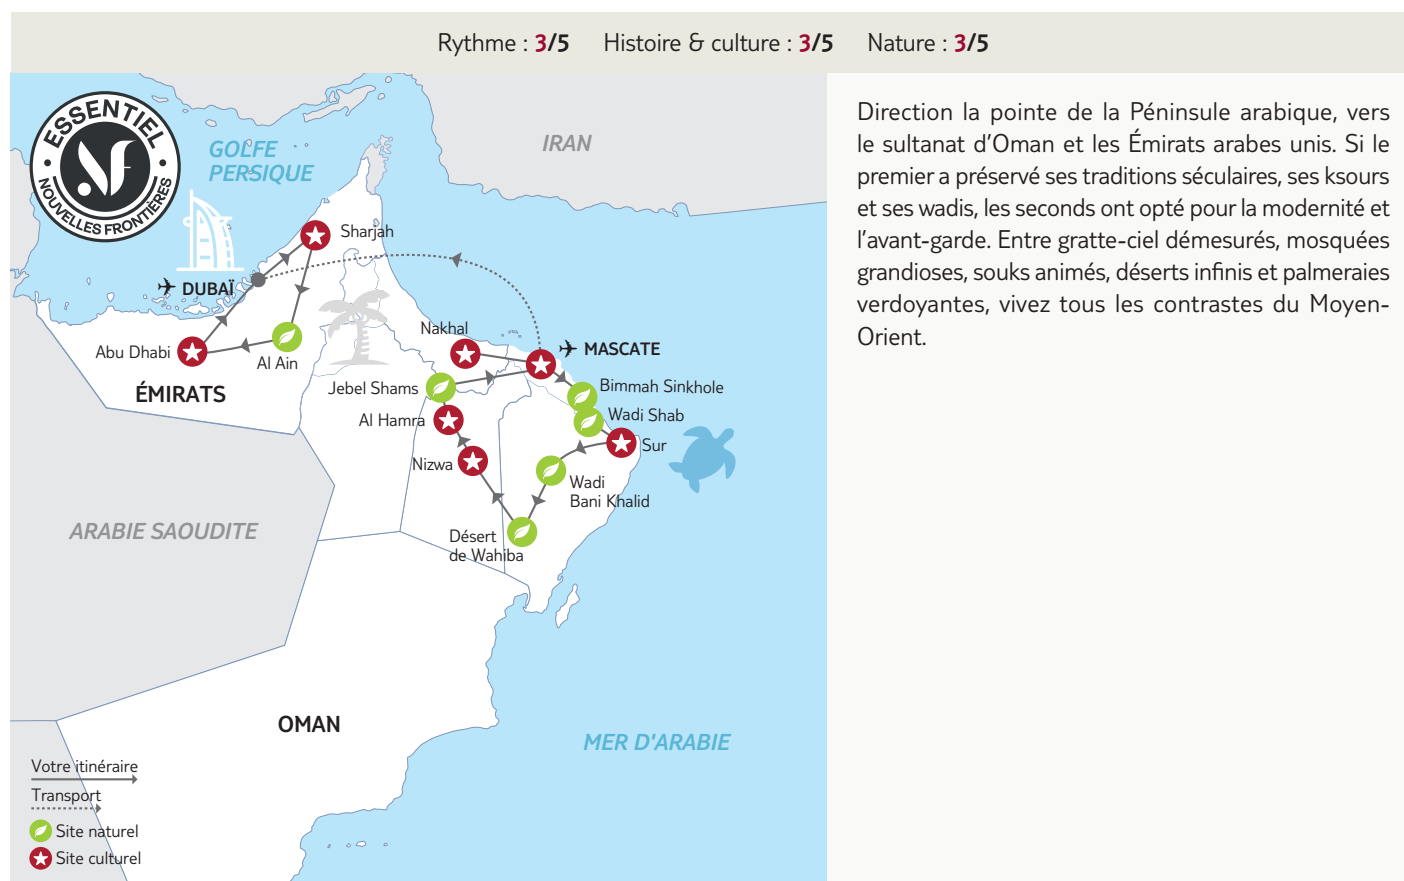 Rythme : 3/5 Histoire & culture : 3/5 Nature : 3/5
ESSENTIEL
NOUVELLES FRONTIÈRES
GOLFE
PERSIQUE
IRAN
Sharjah
DUBAÏ
Abu Dhabi
Al Ain
ÉMIRATS
Nakhal
MASCATE
Jebel Shams
Bimmah Sinkhole
Al Hamra
Wadi Shab
Sur
Nizwa
Wadi
Bani Khalid
Désert
de Wahiba
ARABIE SAOUDITE
OMAN
MER D'ARABIE
Votre itinéraire
Transport
Site naturel
Site culturel
Direction la pointe de la Péninsule arabique, vers
le sultanat d’Oman et les Émirats arabes unis. Si le
premier a préservé ses traditions séculaires, ses ksours
et ses wadis, les seconds ont opté pour la modernité et
l’avant-garde. Entre gratte-ciel démesurés, mosquées
grandioses, souks animés, déserts infinis et palmeraies
verdoyantes, vivez tous les contrastes du Moyen-
Orient.